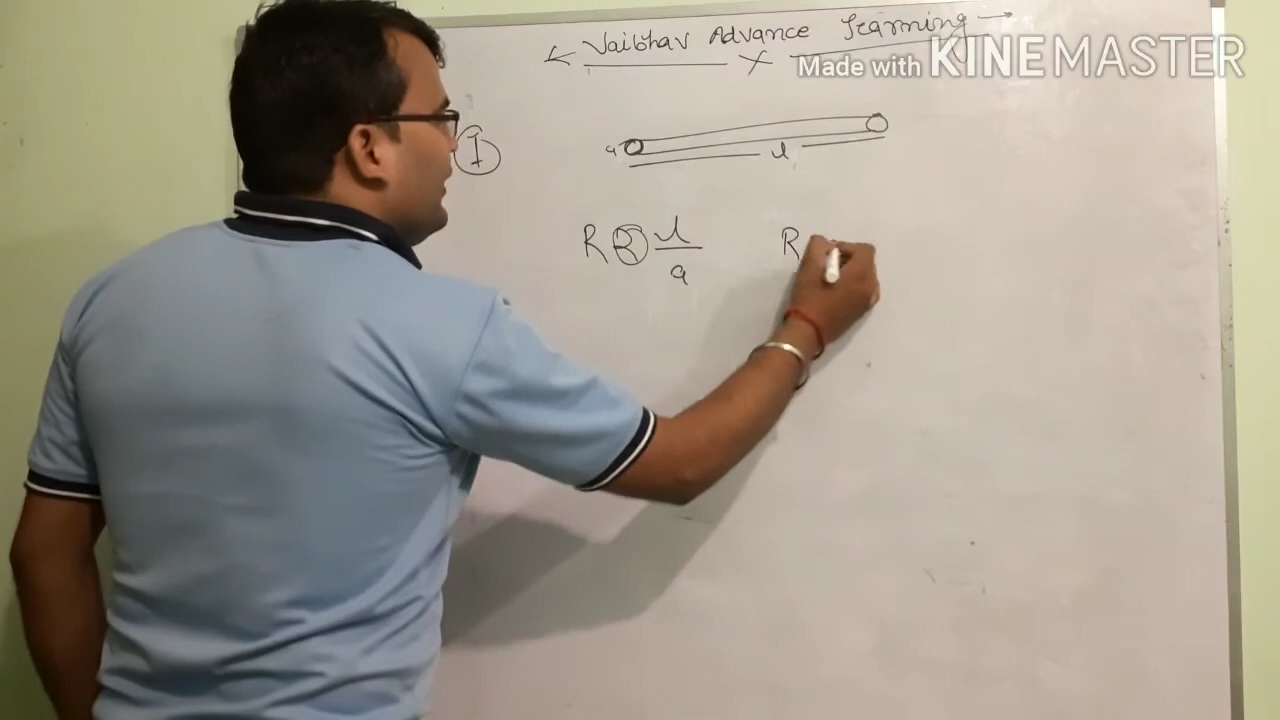 ← Vaibhav Advance Learning →
x
Made with KINEMASTER
I
a
l
R ∝ l/a
R